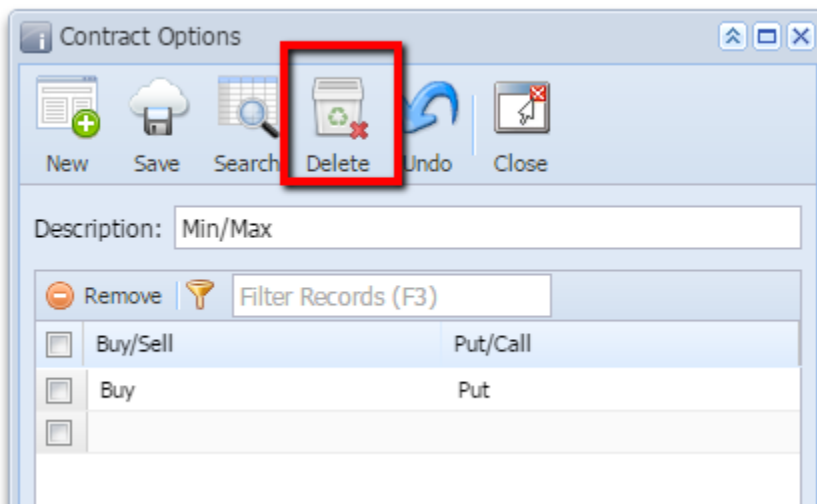 Contract Options
New Save Search Delete Undo Close
Description: Min/Max
Remove Filter Records (F3)
Buy/Sell Put/Call
Buy Put